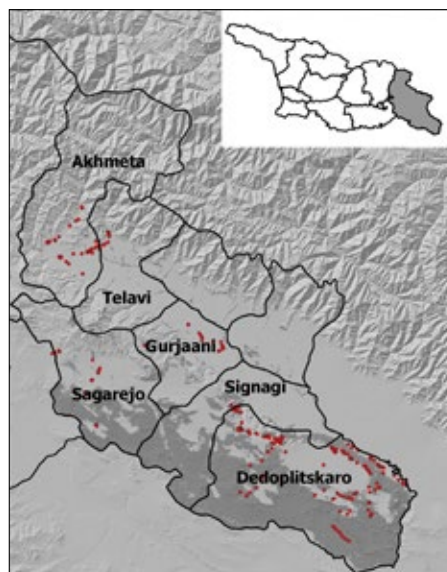 Akhmeta
Telavi
Gurjaani
Sagarejo
Signagi
Dedoplitskaro